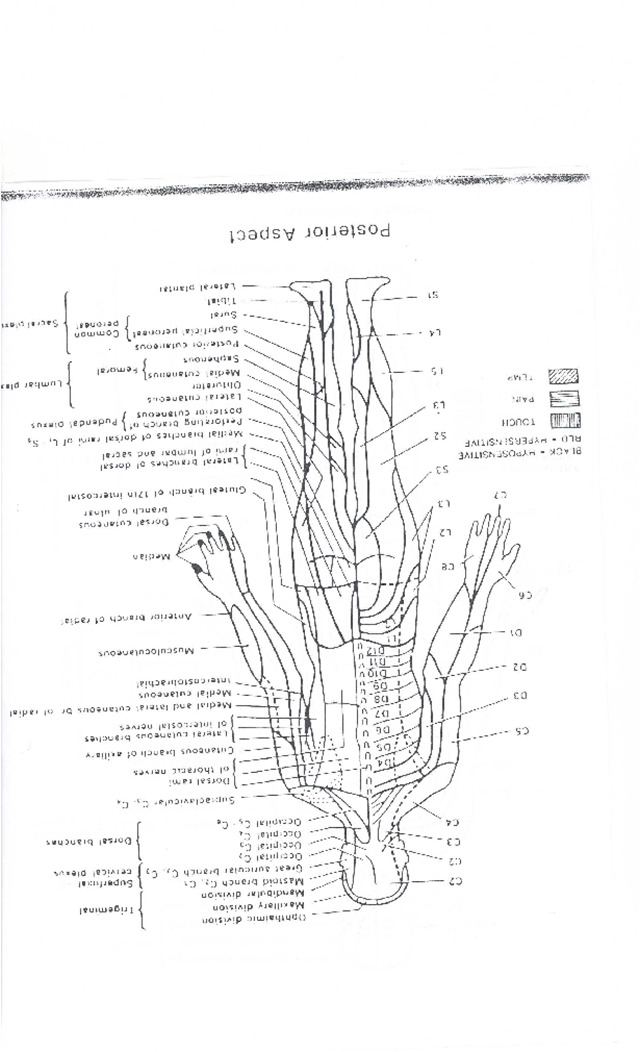 Ophthalmic division
Maxillary division
Mandibular division
Trigeminal
Mastoid branch C2, C3
Great auricular branch C2, C3
Superficial
cervical plexus
Occipital
Occipital C3
Occipital C4
Occipital
Dorsal branches
Supraclavicular C3, C4
Dorsal rami
of thoracic nerves
Cutaneous branch of axillary
Lateral cutaneous branches
of intercostal nerves
Medial and lateral cutaneous br of radial
Medial cutaneous
Intercostobrachial
Musculocutaneous
Anterior branch of radial
Median
Dorsal cutaneous
branch of ulnar
Gluteal branch of 12th intercostal
Lateral branches of dorsal
rami of lumbar and sacral
Medial branches of dorsal rami of L1 - S5
Perforating branch of
posterior cutaneous
Pudendal plexus
Lateral cutaneous
Obturator
Medial cutaneous
Saphenous
Femoral
Lumbar
Posterior cutaneous
Superficial peroneal
Sural
Common
peroneal
Tibial
Lateral plantar
Sacral
C2
C2
C3
C4
C5
D3
D2
D1
C6
C8
C7
D4
D5
D6
D7
D8
D9
D10
D11
D12
L1
L2
L3
S3
S2
L3
L5
L4
S1
BLACK = HYPOSENSITIVE
BLU = HYPERSENSITIVE
TOUCH
PAIN
TEMP
Posterior Aspect